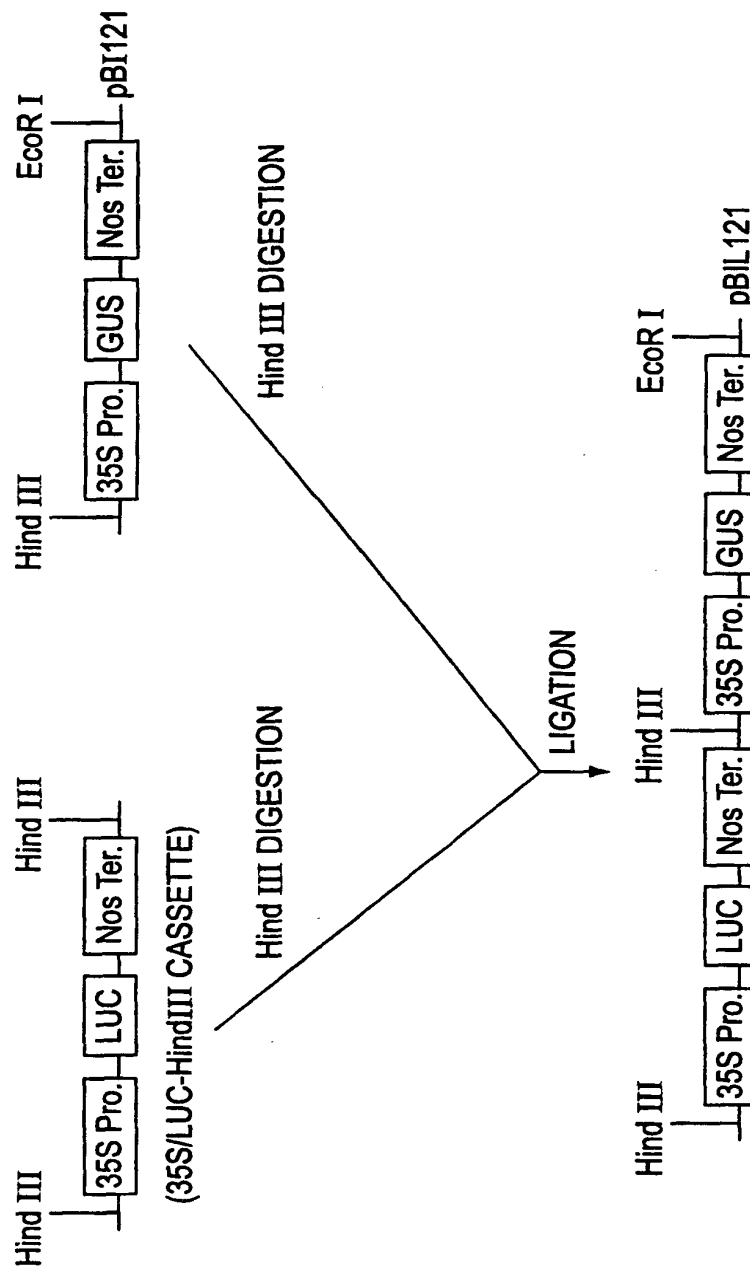 Hind III
Hind III
35S Pro. LUC Nos Ter.
(35S/LUC-HindIII CASSETTE)
Hind III
EcoR I
35S Pro. GUS Nos Ter. pBI121
Hind III DIGESTION
Hind III DIGESTION
LIGATION
Hind III
Hind III
EcoR I
35S Pro. LUC Nos Ter. 35S Pro. GUS Nos Ter. pBIL121